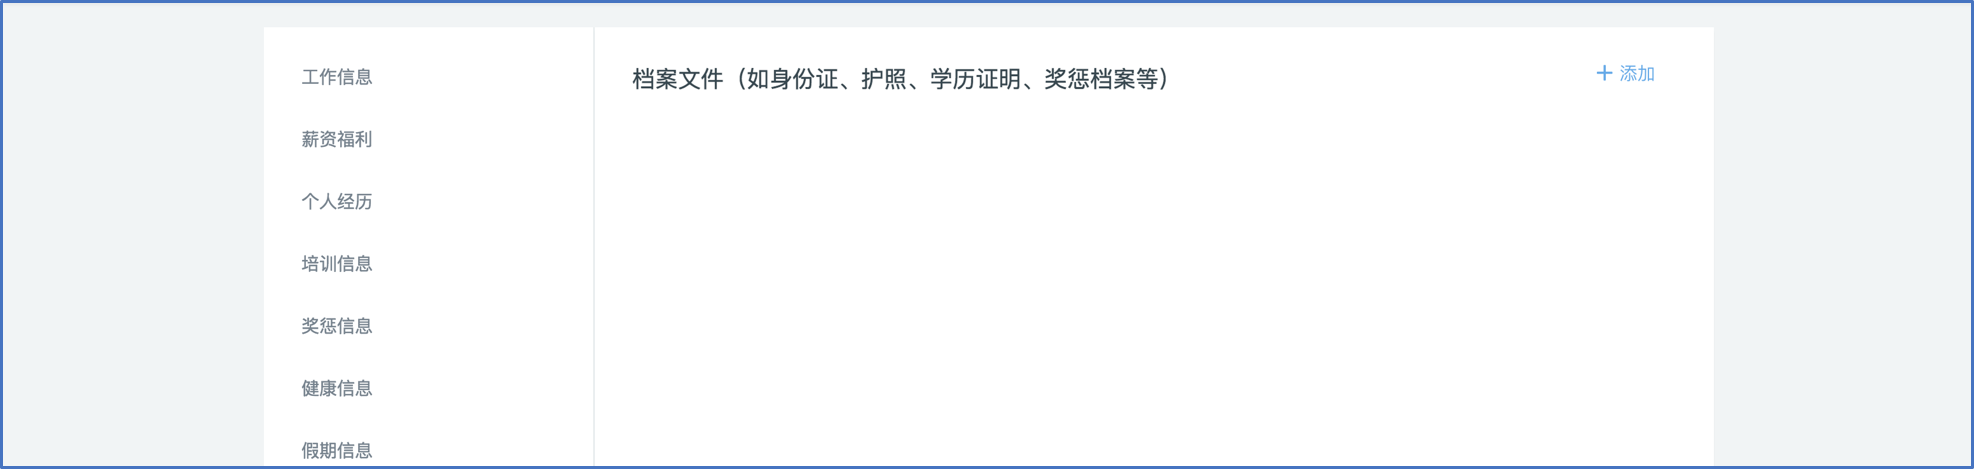 工作信息
薪资福利
个人经历
培训信息
奖惩信息
健康信息
假期信息
档案文件（如身份证、护照、学历证明、奖惩档案等）
+ 添加